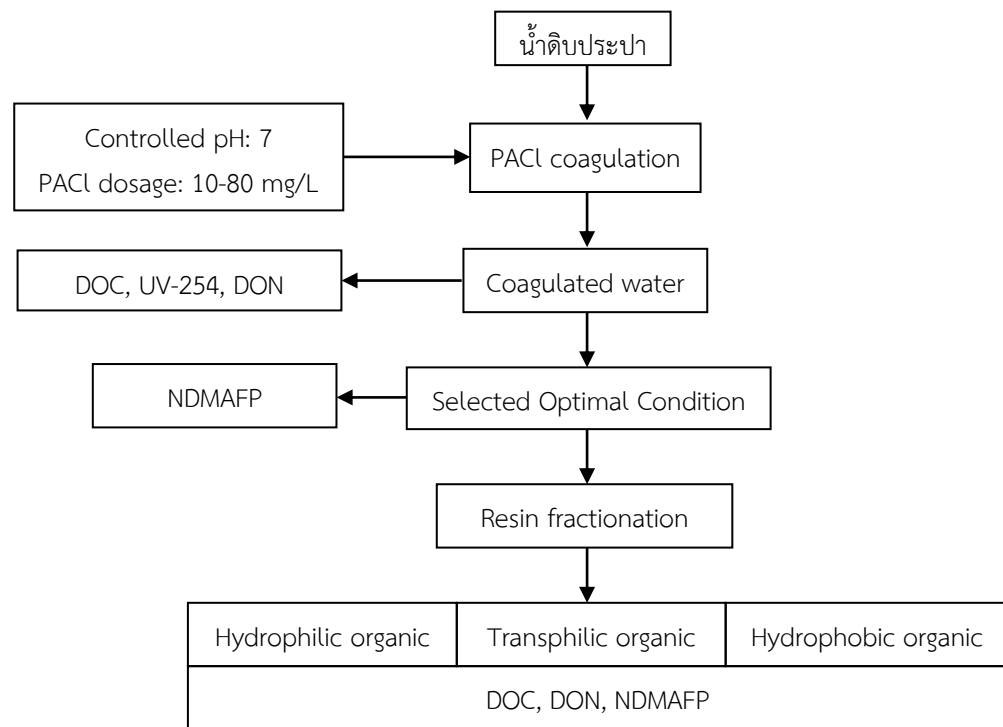 น้ำดิบประปา
Controlled pH: 7
PACl dosage: 10-80 mg/L
PACl coagulation
DOC, UV-254, DON
Coagulated water
NDMAFP
Selected Optimal Condition
Resin fractionation
Hydrophilic organic
Transphilic organic
Hydrophobic organic
DOC, DON, NDMAFP